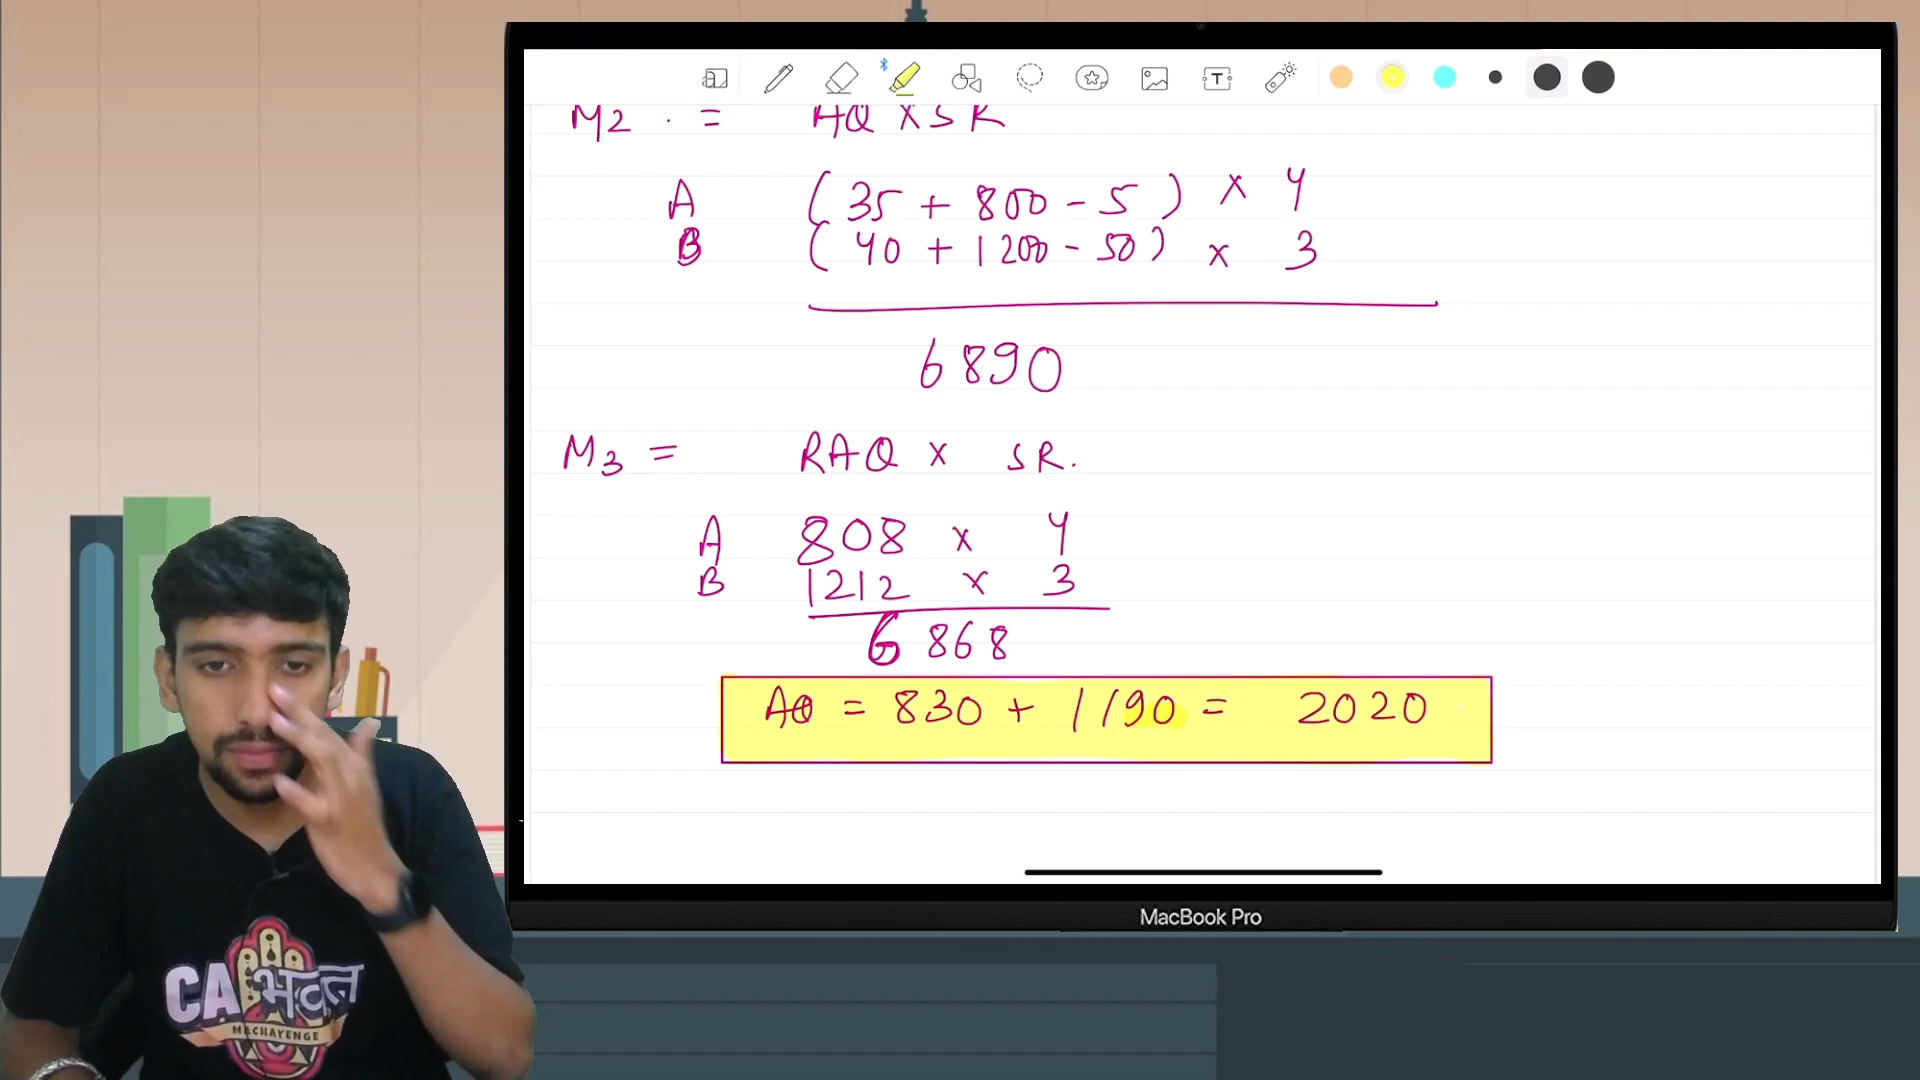 M2 . = AQ x SR
A (35 + 800 - 5) x 4
B (40 + 1200 - 50) x 3
6890
M3 = RAQ x SR.
A 808 x 4
B 1212 x 3
6868
AQ = 830 + 1190 = 2020
MacBook Pro
CA भक्त
MACHAYENGE